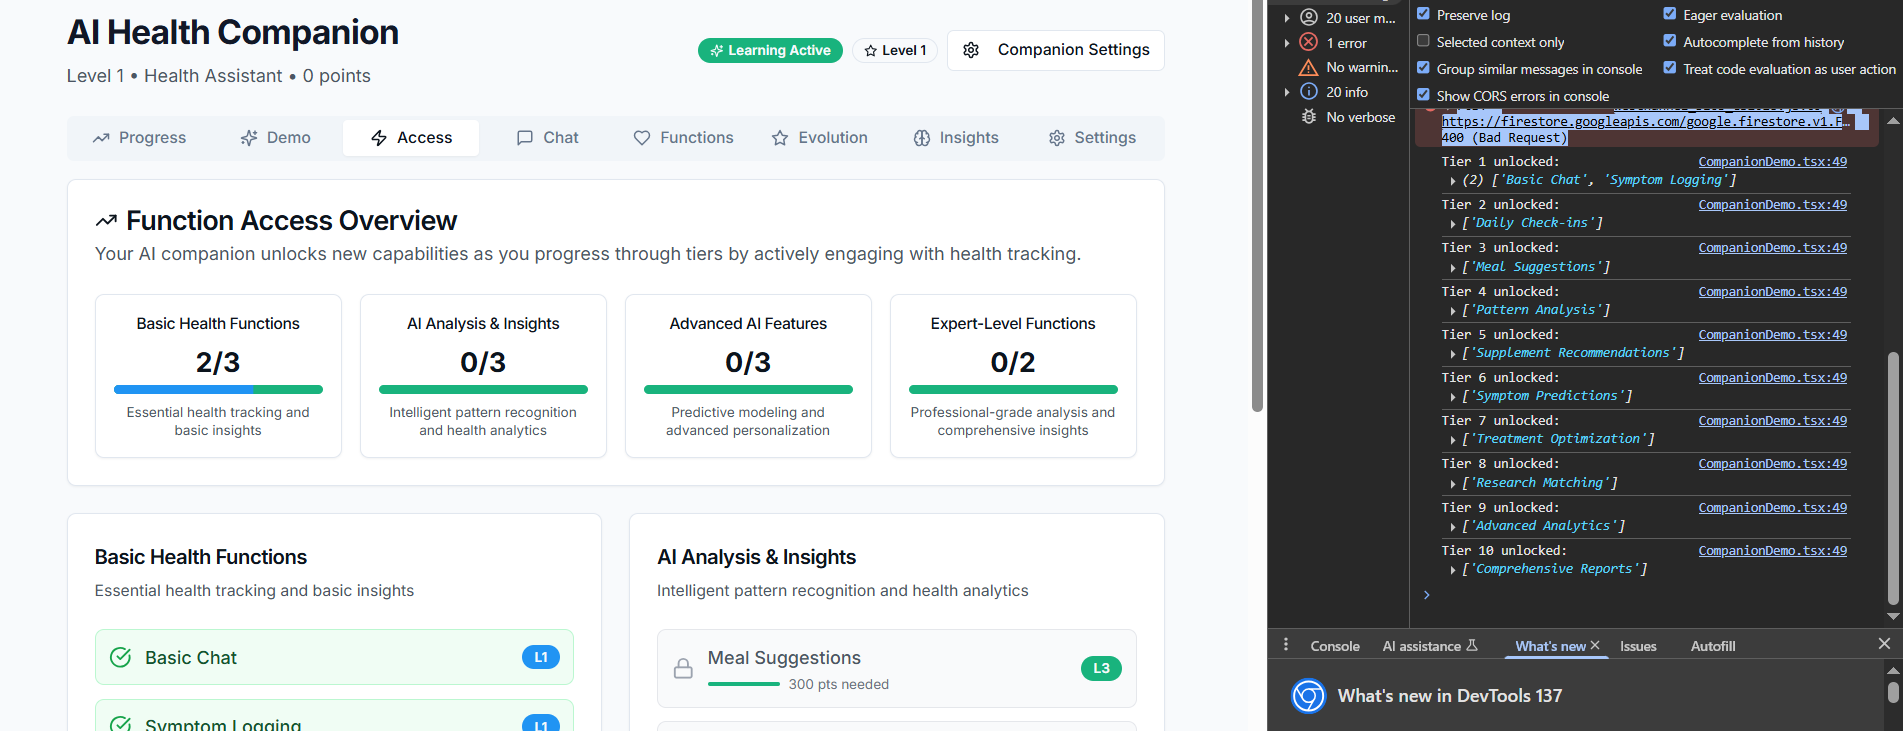 AI Health Companion
Level 1 • Health Assistant • 0 points
Learning Active
Level 1
Companion Settings
Progress
Demo
Access
Chat
Functions
Evolution
Insights
Settings
Function Access Overview
Your AI companion unlocks new capabilities as you progress through tiers by actively engaging with health tracking.
Basic Health Functions
2/3
Essential health tracking and
basic insights
AI Analysis & Insights
0/3
Intelligent pattern recognition
and health analytics
Advanced AI Features
0/3
Predictive modeling and
advanced personalization
Expert-Level Functions
0/2
Professional-grade analysis and
comprehensive insights
Basic Health Functions
Essential health tracking and basic insights
Basic Chat
L1
Symptom Logging
L1
AI Analysis & Insights
Intelligent pattern recognition and health analytics
Meal Suggestions
300 pts needed
L3
20 user m...
1 error
No warnin...
20 info
No verbose
Preserve log
Eager evaluation
Selected context only
Autocomplete from history
Group similar messages in console
Treat code evaluation as user action
Show CORS errors in console
https://firestore.googleapis.com/google.firestore.v1.F…
400 (Bad Request)
Tier 1 unlocked: CompanionDemo.tsx:49
(2) ['Basic Chat', 'Symptom Logging']
Tier 2 unlocked: CompanionDemo.tsx:49
['Daily Check-ins']
Tier 3 unlocked: CompanionDemo.tsx:49
['Meal Suggestions']
Tier 4 unlocked: CompanionDemo.tsx:49
['Pattern Analysis']
Tier 5 unlocked: CompanionDemo.tsx:49
['Supplement Recommendations']
Tier 6 unlocked: CompanionDemo.tsx:49
['Symptom Predictions']
Tier 7 unlocked: CompanionDemo.tsx:49
['Treatment Optimization']
Tier 8 unlocked: CompanionDemo.tsx:49
['Research Matching']
Tier 9 unlocked: CompanionDemo.tsx:49
['Advanced Analytics']
Tier 10 unlocked: CompanionDemo.tsx:49
['Comprehensive Reports']
Console
AI assistance
What's new
Issues
Autofill
What's new in DevTools 137